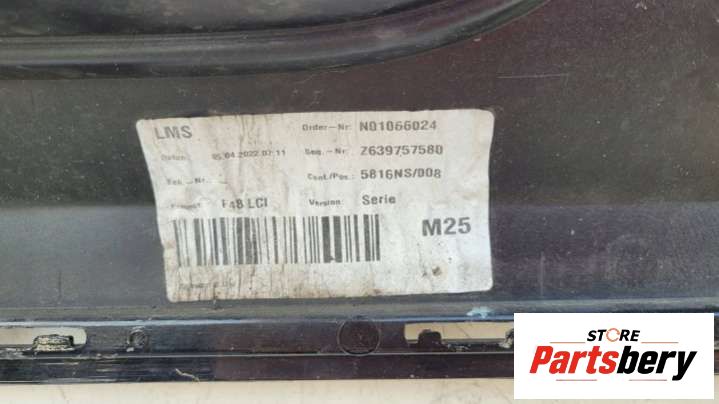 LMS Order-Nr: N01066024
Datum: 05.04.2022 07:11 Seq.-Nr: Z639757580
Cont/Pos.: 5816NS/008
F48 LCI Version: Serie
M25
STORE
Partsbery